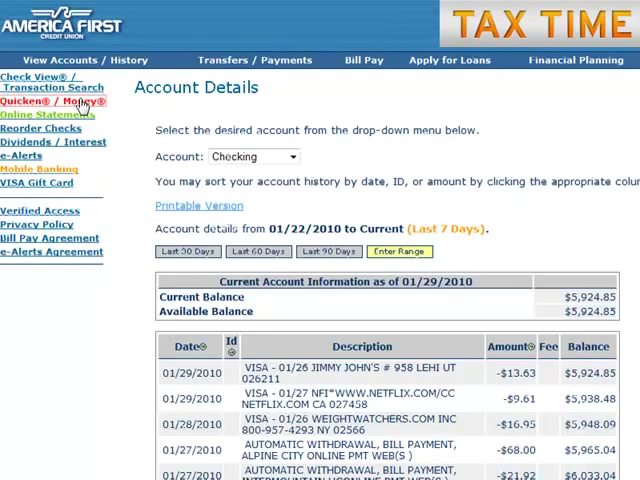 AMERICA FIRST
CREDIT UNION
TAX TIME
View Accounts / History
Transfers / Payments
Bill Pay
Apply for Loans
Financial Planning
Check View® /
Transaction Search
Quicken® / Money®
Online Statements
Reorder Checks
Dividends / Interest
e-Alerts
Mobile Banking
VISA Gift Card
Verified Access
Privacy Policy
Bill Pay Agreement
e-Alerts Agreement
Account Details
Select the desired account from the drop-down menu below.
Account: Checking
You may sort your account history by date, ID, or amount by clicking the appropriate colu
Printable Version
Account details from 01/22/2010 to Current (Last 7 Days).
Last 30 Days
Last 60 Days
Last 90 Days
Enter Range
Current Account Information as of 01/29/2010
Current Balance $5,924.85
Available Balance $5,924.85
Date Id Description Amount Fee Balance
01/29/2010 VISA - 01/26 JIMMY JOHN'S # 958 LEHI UT -$13.63 $5,924.85
026211
01/29/2010 VISA - 01/27 NFI*WWW.NETFLIX.COM/CC -$9.61 $5,938.48
NETFLIX.COM CA 027458
01/28/2010 VISA - 01/26 WEIGHTWATCHERS.COM INC -$16.95 $5,948.09
800-957-4293 NY 02566
01/27/2010 AUTOMATIC WITHDRAWAL, BILL PAYMENT, -$68.00 $5,965.04
ALPINE CITY ONLINE PMT WEB(S )
01/27/2010 AUTOMATIC WITHDRAWAL, BILL PAYMENT, -$21.92 $6,033.04